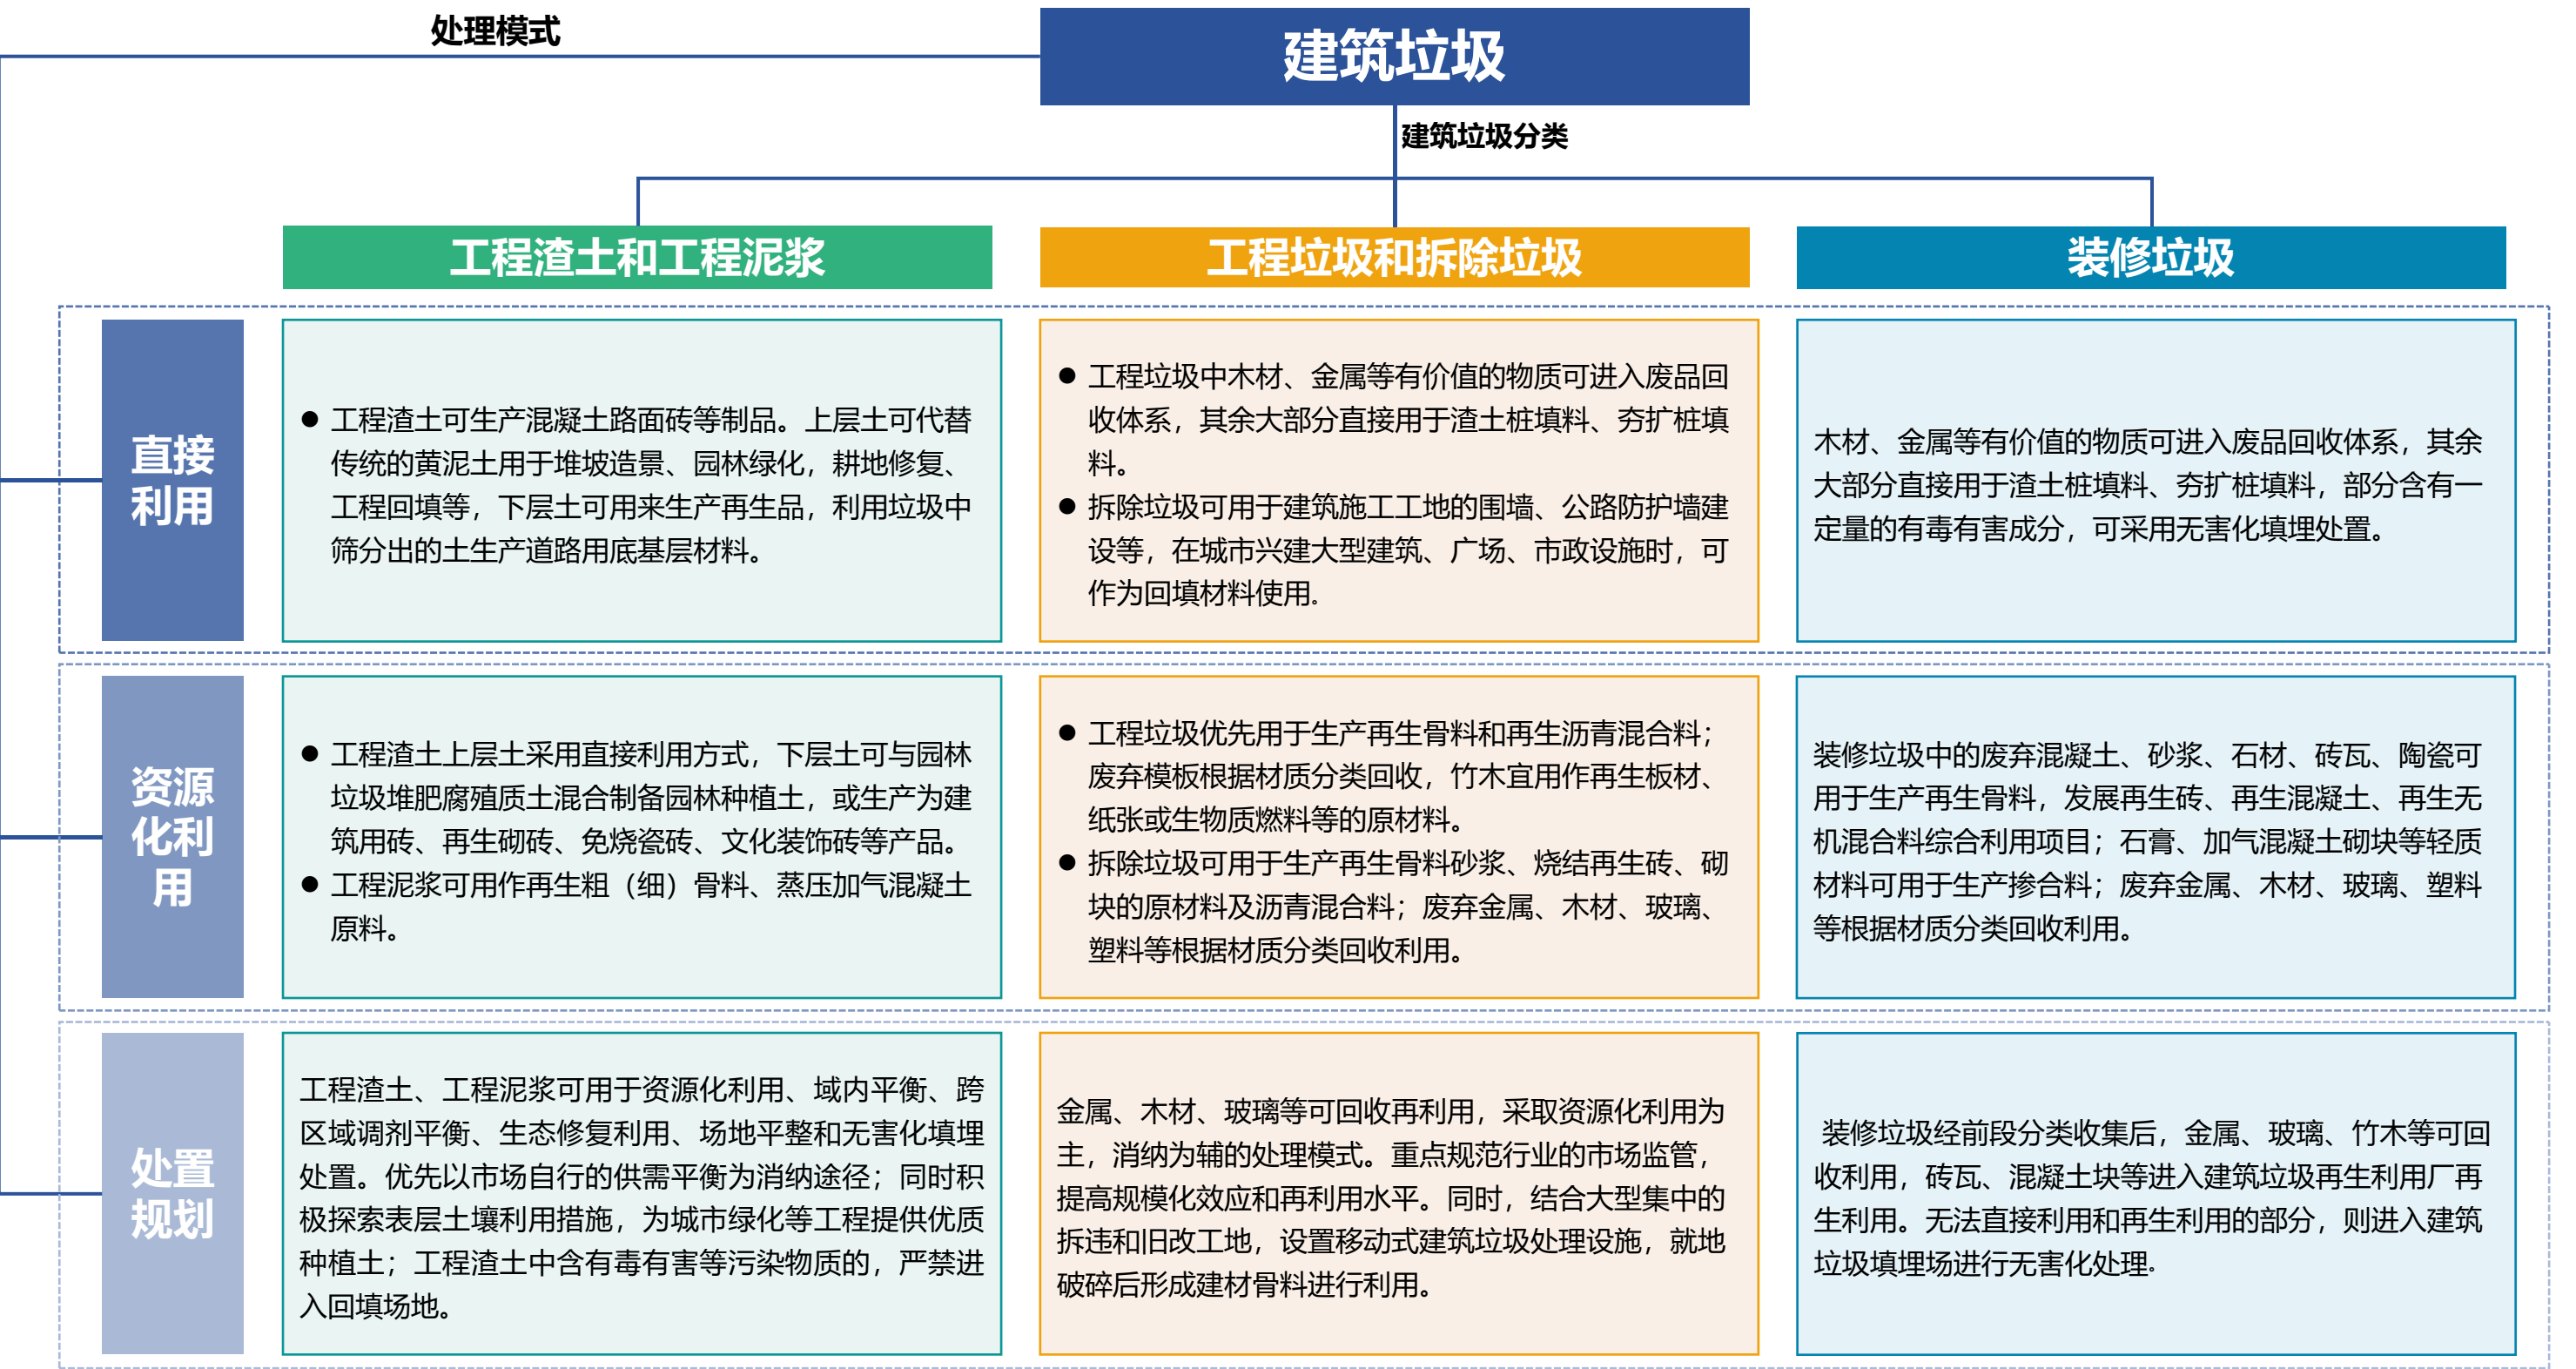 处理模式
建筑垃圾
建筑垃圾分类
工程渣土和工程泥浆
工程垃圾和拆除垃圾
装修垃圾
直接
利用
● 工程渣土可生产混凝土路面砖等制品。上层土可代替
传统的黄泥土用于堆坡造景、园林绿化，耕地修复、
工程回填等，下层土可用来生产再生品，利用垃圾中
筛分出的土生产道路用底基层材料。
● 工程垃圾中木材、金属等有价值的物质可进入废品回
收体系，其余大部分直接用于渣土桩填料、夯扩桩填
料。
● 拆除垃圾可用于建筑施工工地的围墙、公路防护墙建
设等，在城市兴建大型建筑、广场、市政设施时，可
作为回填材料使用。
木材、金属等有价值的物质可进入废品回收体系，其余
大部分直接用于渣土桩填料、夯扩桩填料，部分含有一
定量的有毒有害成分，可采用无害化填埋处置。
资源
化利
用
● 工程渣土上层土采用直接利用方式，下层土可与园林
垃圾堆肥腐殖质土混合制备园林种植土，或生产为建
筑用砖、再生砌砖、免烧瓷砖、文化装饰砖等产品。
● 工程泥浆可用作再生粗（细）骨料、蒸压加气混凝土
原料。
● 工程垃圾优先用于生产再生骨料和再生沥青混合料；
废弃模板根据材质分类回收，竹木宜用作再生板材、
纸张或生物质燃料等的原材料。
● 拆除垃圾可用于生产再生骨料砂浆、烧结再生砖、砌
块的原材料及沥青混合料；废弃金属、木材、玻璃、
塑料等根据材质分类回收利用。
装修垃圾中的废弃混凝土、砂浆、石材、砖瓦、陶瓷可
用于生产再生骨料，发展再生砖、再生混凝土、再生无
机混合料综合利用项目；石膏、加气混凝土砌块等轻质
材料可用于生产掺合料；废弃金属、木材、玻璃、塑料
等根据材质分类回收利用。
处置
规划
工程渣土、工程泥浆可用于资源化利用、域内平衡、跨
区域调剂平衡、生态修复利用、场地平整和无害化填埋
处置。优先以市场自行的供需平衡为消纳途径；同时积
极探索表层土壤利用措施，为城市绿化等工程提供优质
种植土；工程渣土中含有毒有害等污染物质的，严禁进
入回填场地。
金属、木材、玻璃等可回收再利用，采取资源化利用为
主，消纳为辅的处理模式。重点规范行业的市场监管，
提高规模化效应和再利用水平。同时，结合大型集中的
拆违和旧改工地，设置移动式建筑垃圾处理设施，就地
破碎后形成建材骨料进行利用。
装修垃圾经前段分类收集后，金属、玻璃、竹木等可回
收利用，砖瓦、混凝土块等进入建筑垃圾再生利用厂再
生利用。无法直接利用和再生利用的部分，则进入建筑
垃圾填埋场进行无害化处理。